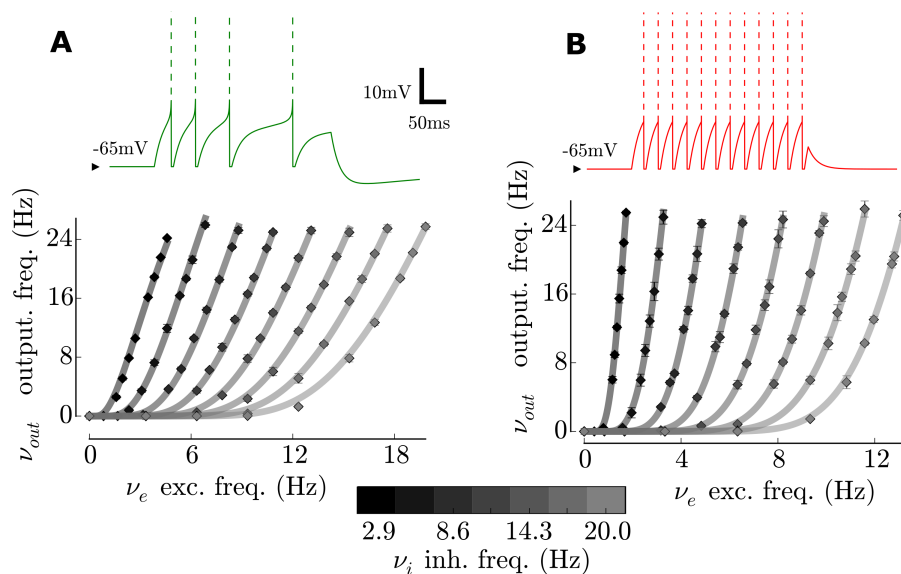 A
B
10mV
50ms
-65mV
-65mV
ν_out output. freq. (Hz)
24
16
8
0
0 6 12 18
ν_e exc. freq. (Hz)
ν_out output. freq. (Hz)
24
16
8
0
0 4 8 12
ν_e exc. freq. (Hz)
2.9 8.6 14.3 20.0
ν_i inh. freq. (Hz)